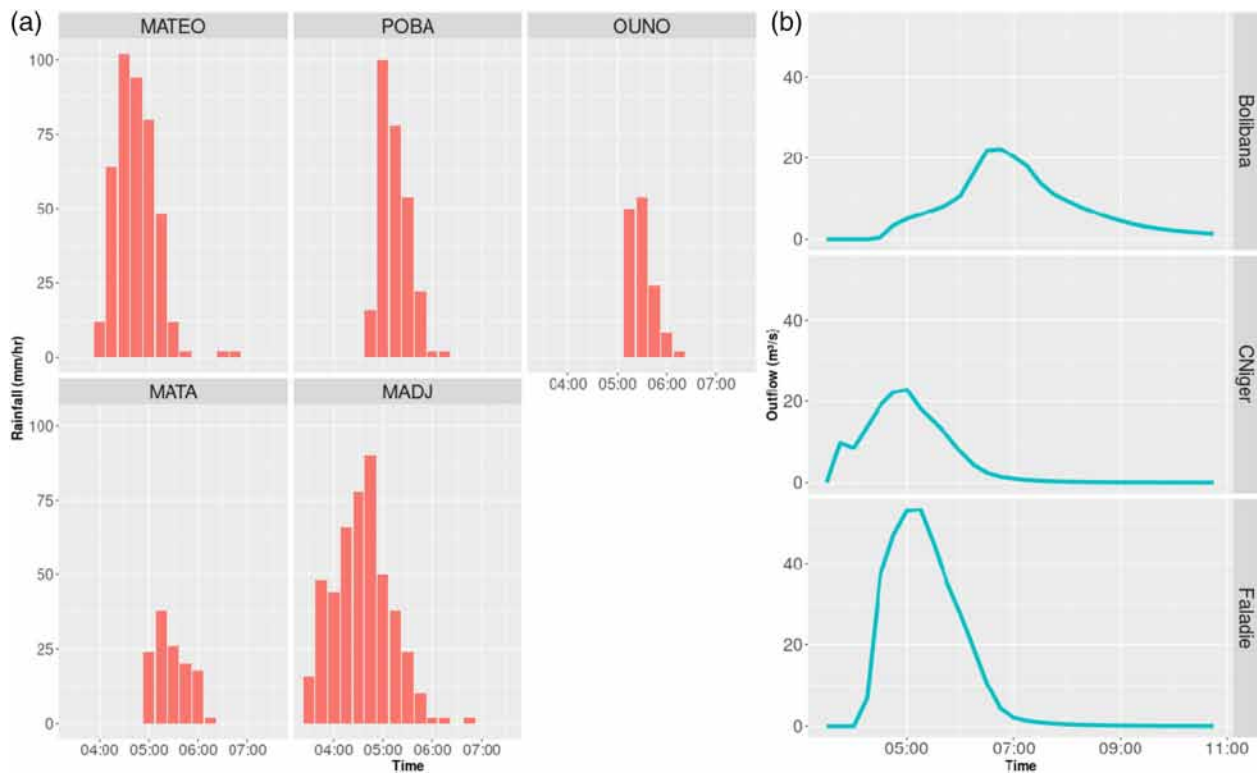 (a)
MATEO
POBA
OUNO
100
75
50
25
0
04:00 05:00 06:00 07:00
MATA
MADJ
100
75
50
25
0
04:00 05:00 06:00 07:00
04:00 05:00 06:00 07:00
Rainfall (mm/hr)
Time
(b)
40
20
0
Bolibana
40
20
0
CNiger
40
20
0
Faladie
05:00 07:00 09:00 11:00
Outflow (m³/s)
Time